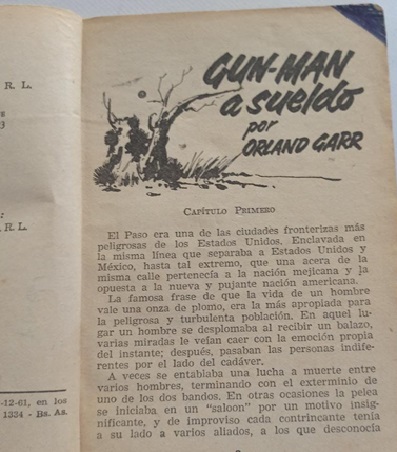 R. L.
3
:
R. L.
-12-61, en los
1334 - Bs. As.
GUN-MAN
a sueldo
por
ORLAND GARR
CAPÍTULO PRIMERO
El Paso era una de las ciudades fronterizas más
peligrosas de los Estados Unidos. Enclavada en
la misma línea que separaba a Estados Unidos y
México, hasta tal extremo, que una acera de la
misma calle pertenecía a la nación mejicana y la
opuesta a la nueva y pujante nación americana.
La famosa frase de que la vida de un hombre
vale una onza de plomo, era la más apropiada para
la peligrosa y turbulenta población. En aquel lu-
gar un hombre se desplomaba al recibir un balazo,
varias miradas le veían caer con la emoción propia
del instante; después, pasaban las personas indife-
rentes por el lado del cadáver.
A veces se entablaba una lucha a muerte entre
varios hombres, terminando con el exterminio de
uno de los dos bandos. En otras ocasiones la pelea
se iniciaba en un "saloon" por un motivo insig-
nificante, y de improviso cada contrincante tenía
a su lado a varios aliados, a los que desconocía